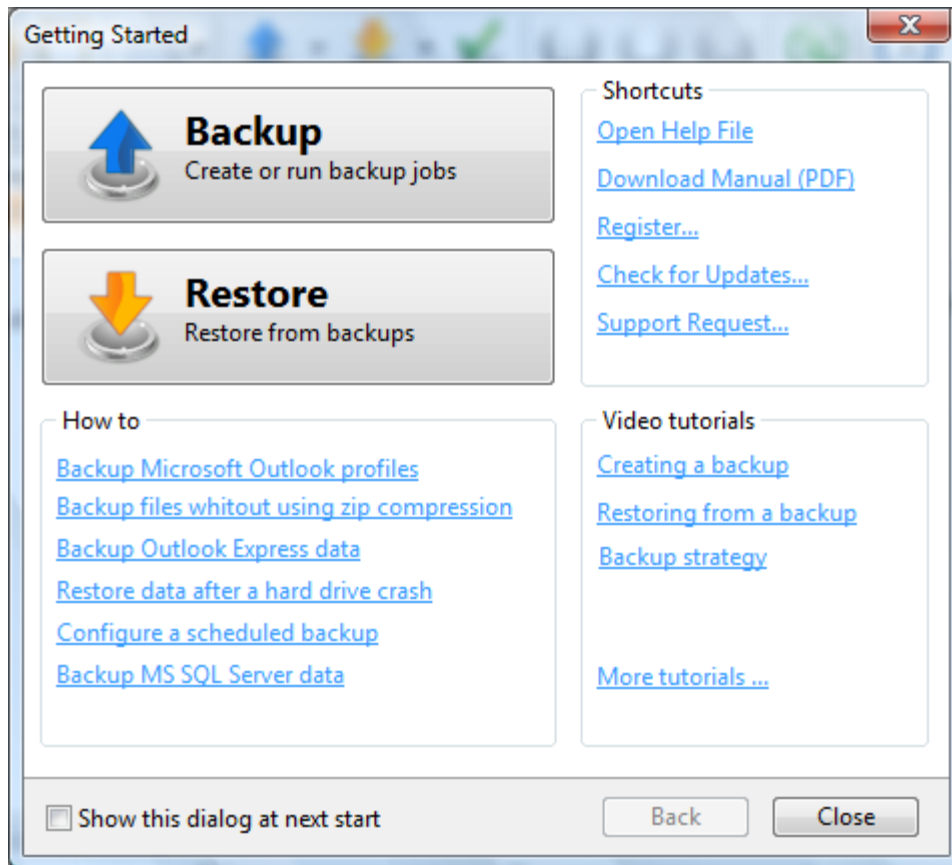 Getting Started
Backup
Create or run backup jobs
Restore
Restore from backups
Shortcuts
Open Help File
Download Manual (PDF)
Register...
Check for Updates...
Support Request...
How to
Backup Microsoft Outlook profiles
Backup files whitout using zip compression
Backup Outlook Express data
Restore data after a hard drive crash
Configure a scheduled backup
Backup MS SQL Server data
Video tutorials
Creating a backup
Restoring from a backup
Backup strategy
More tutorials ...
Show this dialog at next start
Back
Close